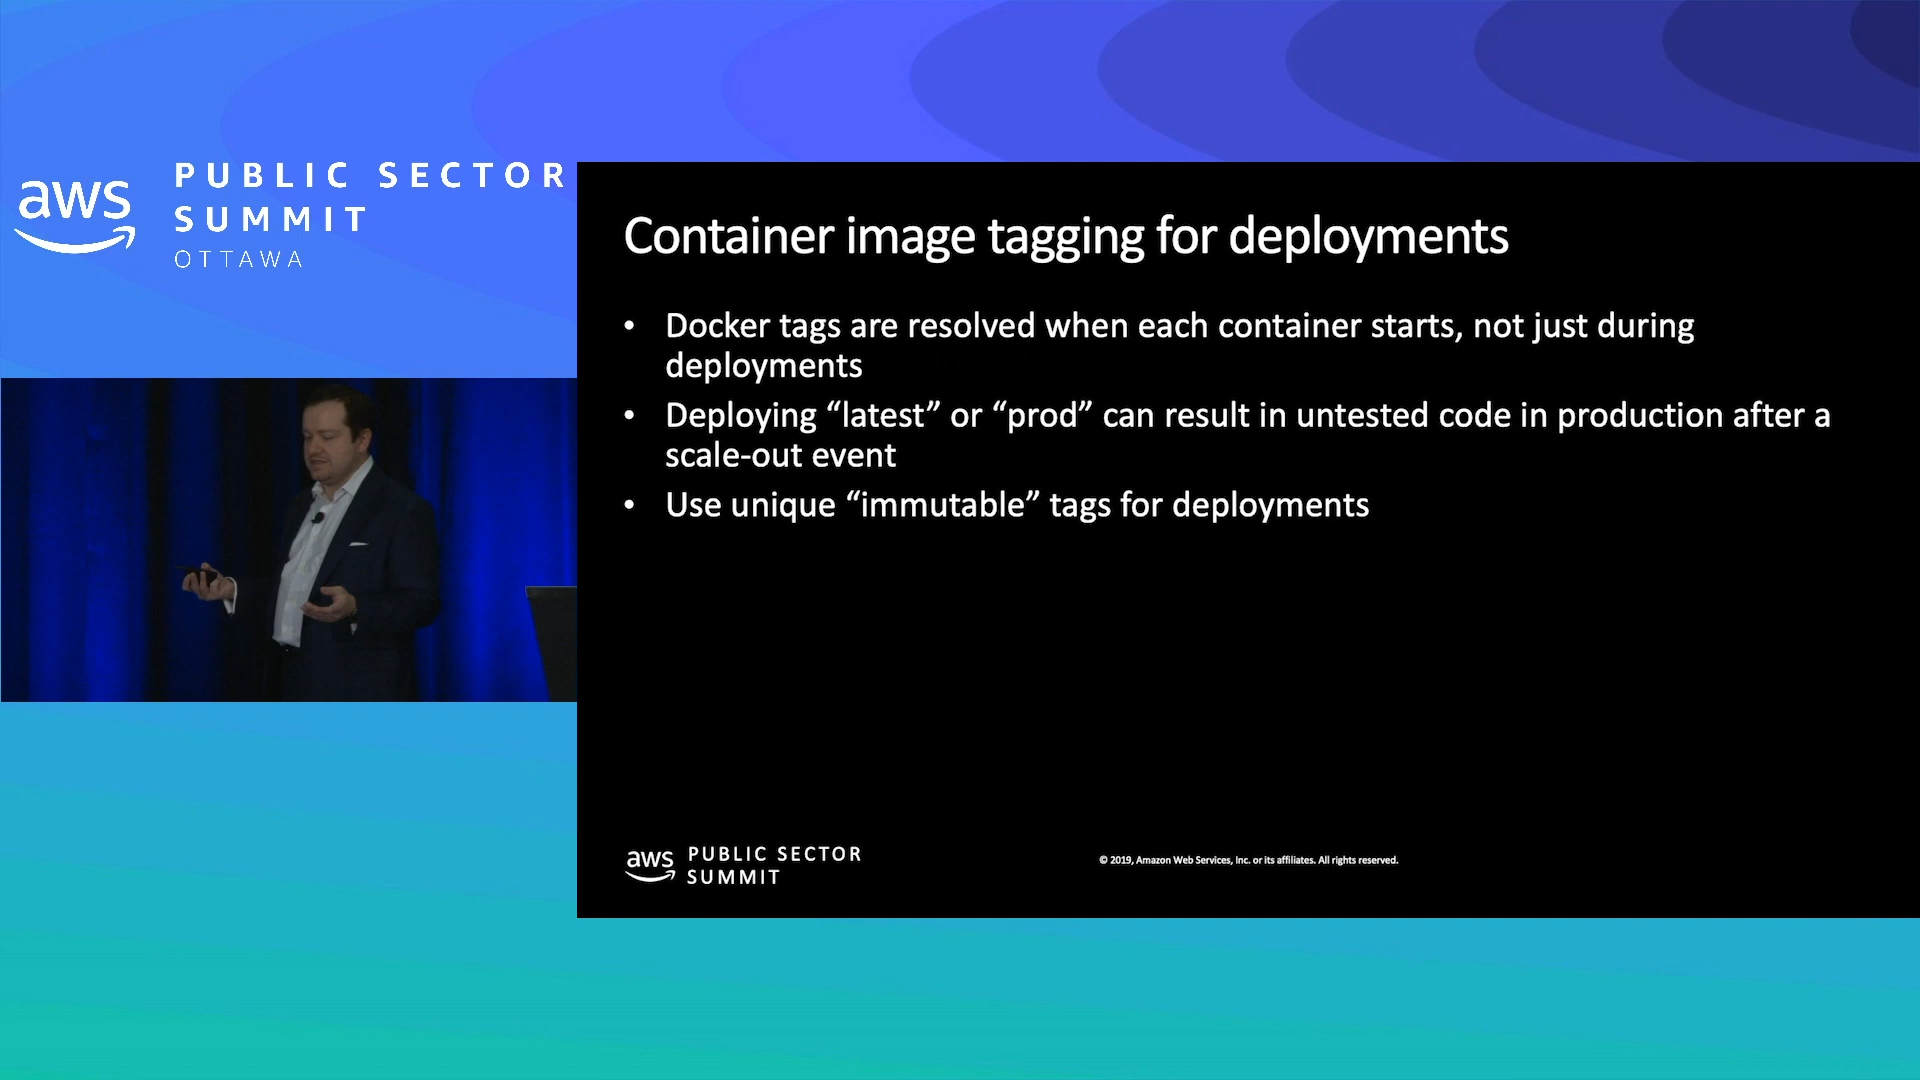 aws
PUBLIC SECTOR
SUMMIT
OTTAWA
Container image tagging for deployments
• Docker tags are resolved when each container starts, not just during
deployments
• Deploying “latest” or “prod” can result in untested code in production after a
scale-out event
• Use unique “immutable” tags for deployments
aws
PUBLIC SECTOR
SUMMIT
© 2019, Amazon Web Services, Inc. or its affiliates. All rights reserved.